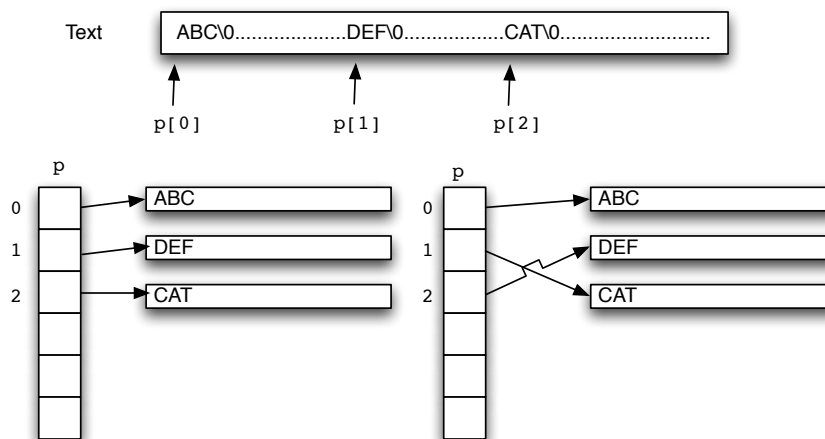 Text ABC\0...................DEF\0..................CAT\0...........................
p[0] p[1] p[2]
p
0 ABC
1 DEF
2 CAT
p
0 ABC
1 DEF
2 CAT